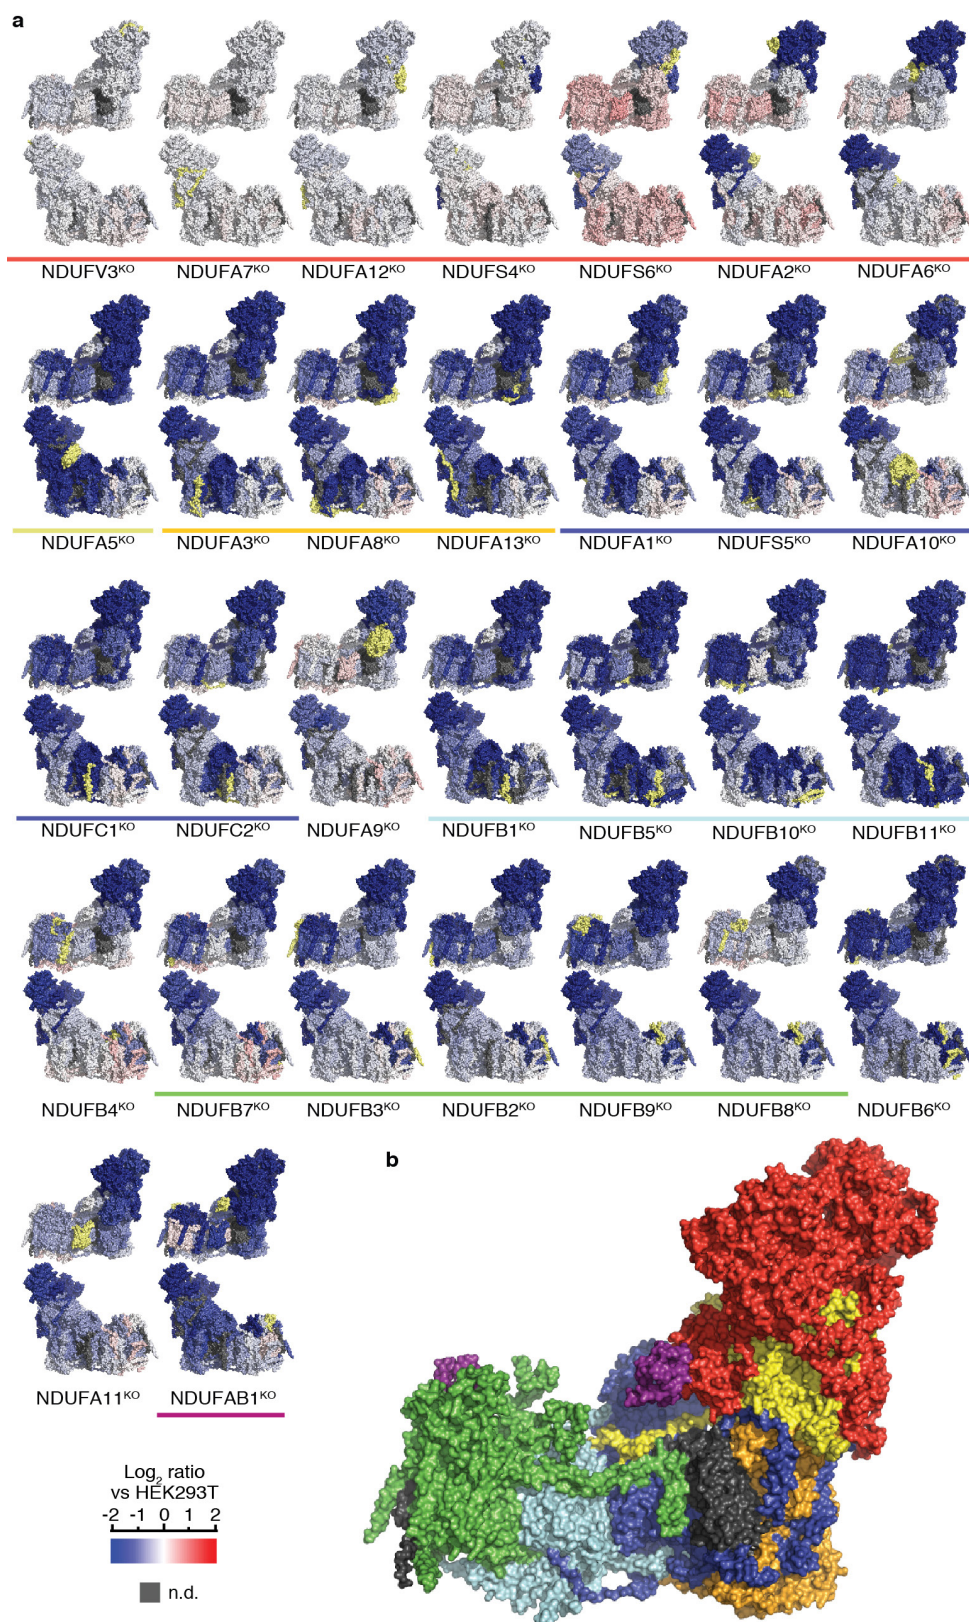 a
NDUFV3KO NDUFA7KO NDUFA12KO NDUFS4KO NDUFS6KO NDUFA2KO NDUFA6KO
NDUFA5KO NDUFA3KO NDUFA8KO NDUFA13KO NDUFA1KO NDUFS5KO NDUFA10KO
NDUFC1KO NDUFC2KO NDUFA9KO NDUFB1KO NDUFB5KO NDUFB10KO NDUFB11KO
NDUFB4KO NDUFB7KO NDUFB3KO NDUFB2KO NDUFB9KO NDUFB8KO NDUFB6KO
NDUFA11KO NDUFAB1KO
Log2 ratio
vs HEK293T
-2 -1 0 1 2
n.d.
b